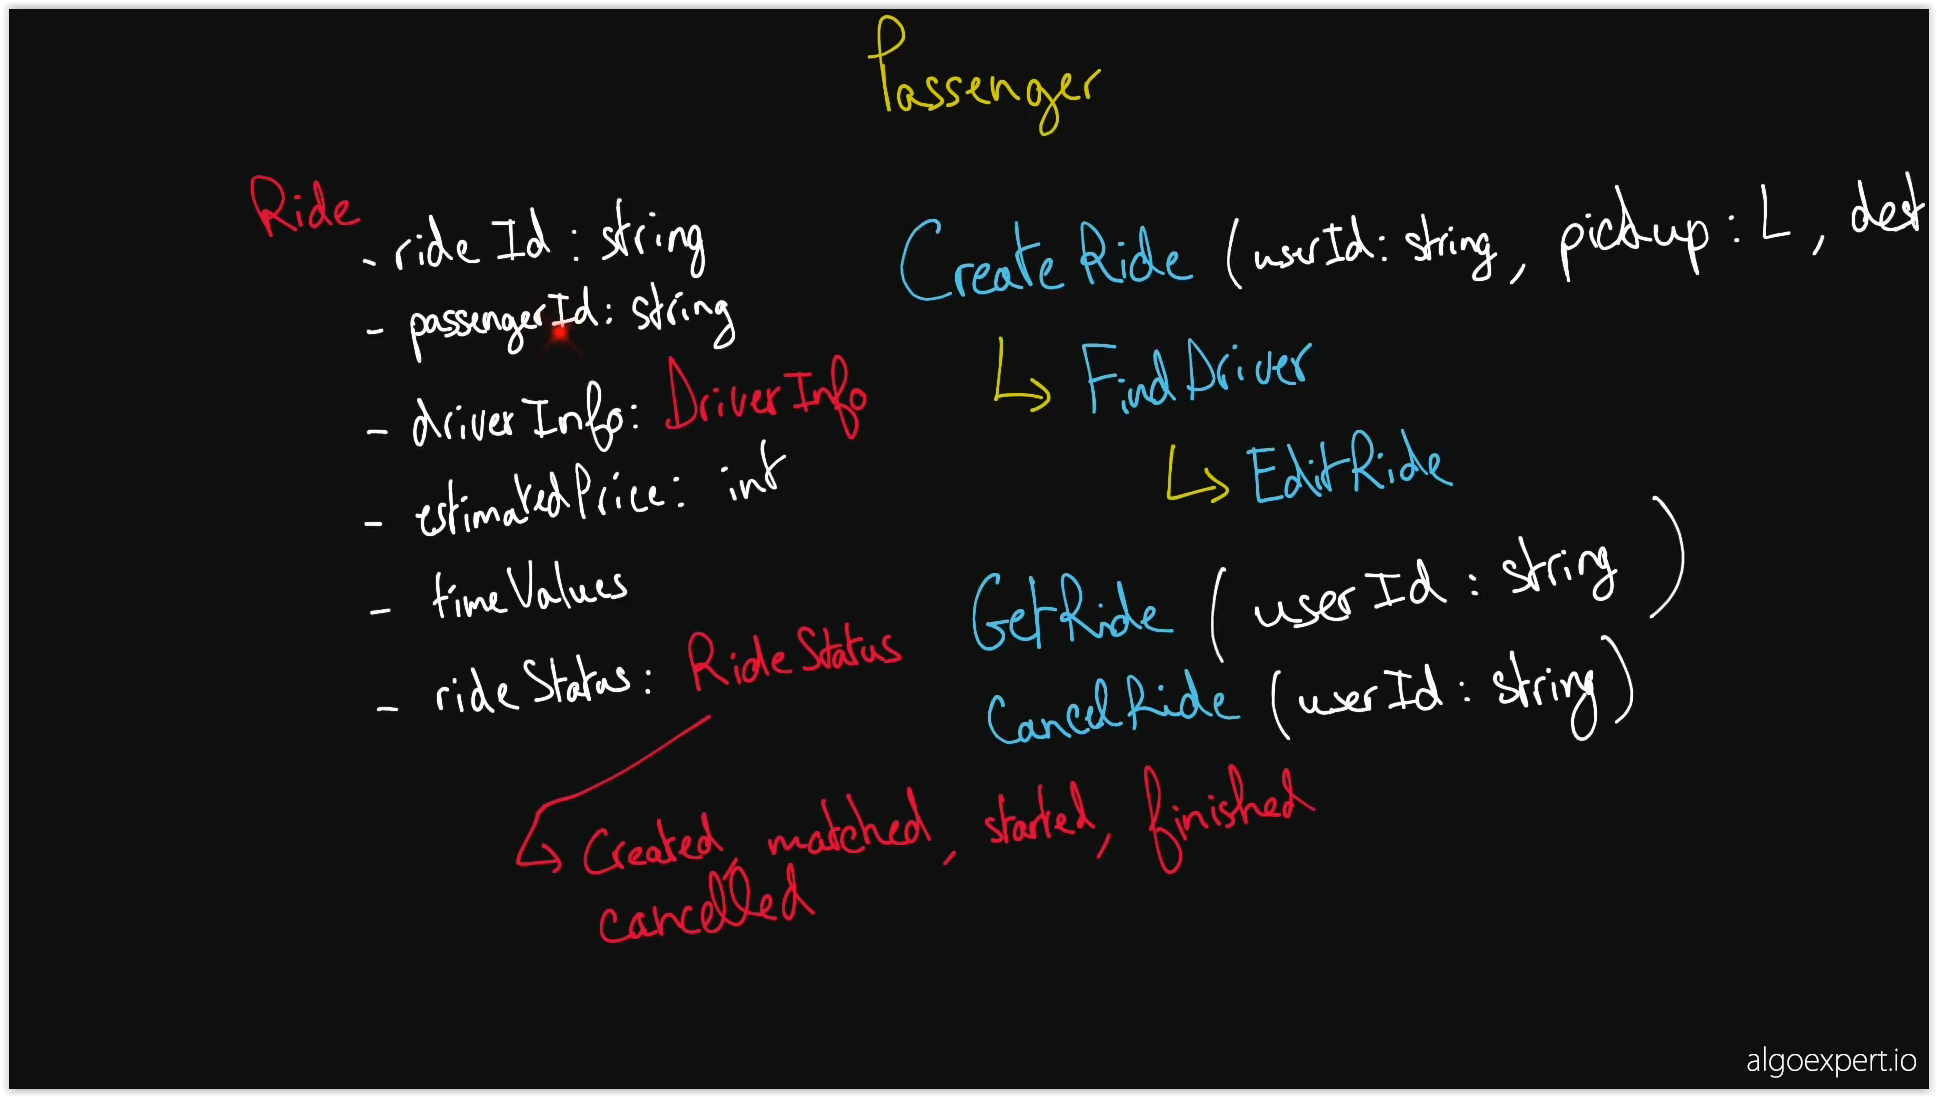 Passenger
Ride
- rideId : string
- passengerId : string
- driverInfo : DriverInfo
- estimatedPrice : int
- timeValues
- rideStatus : RideStatus
Created, matched, started, finished
cancelled
CreateRide (userId : string, pickup : L, dest
FindDriver
EditRide
GetRide (userId : string)
CancelRide (userId : string)
algoexpert.io